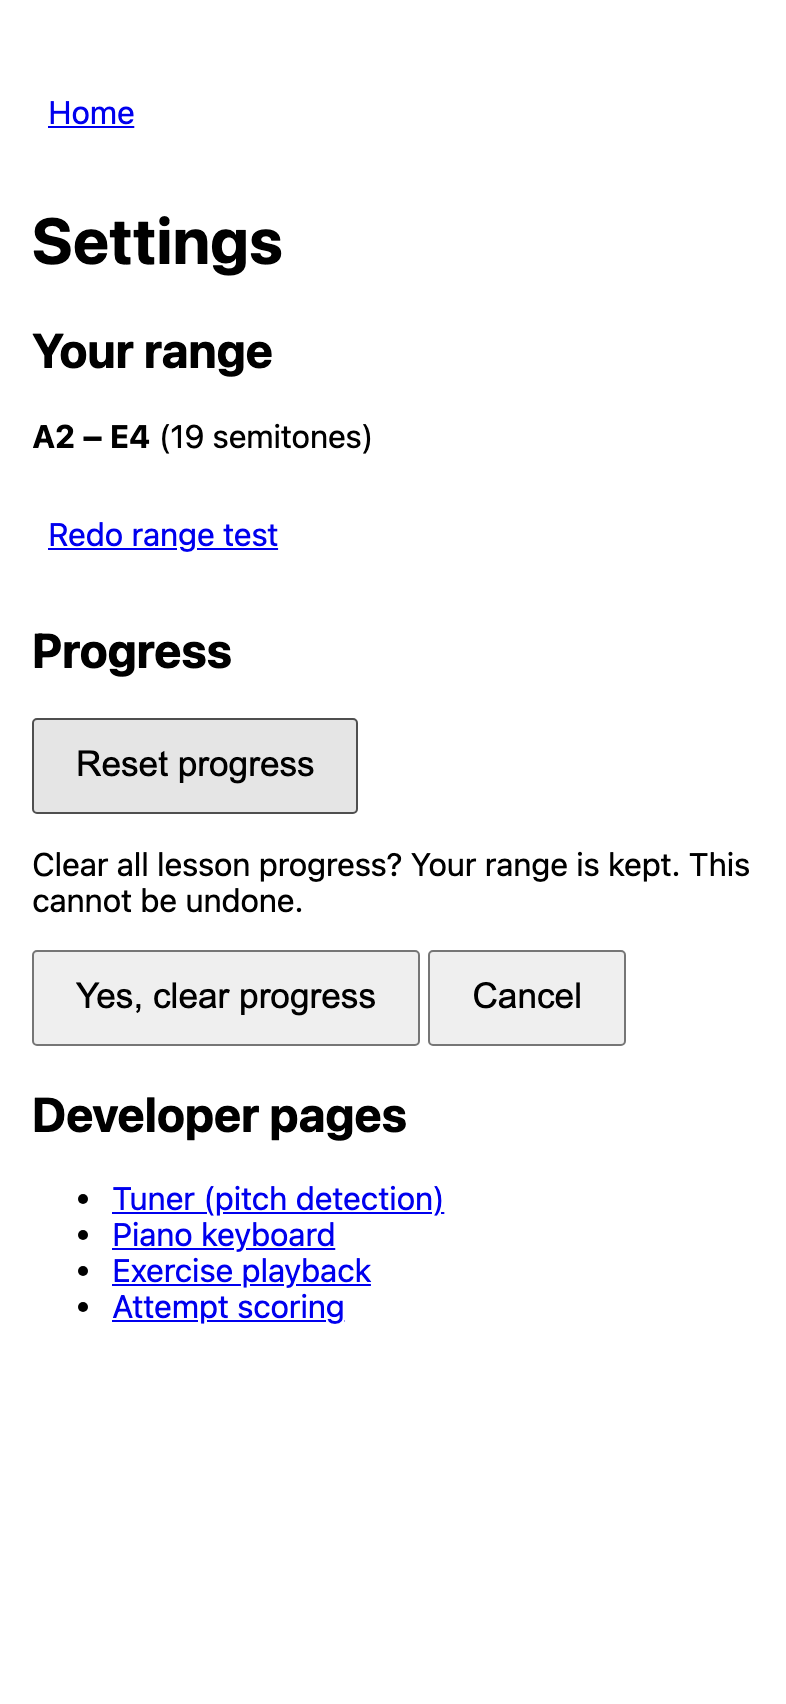 Home
Settings
Your range
A2 – E4 (19 semitones)
Redo range test
Progress
Reset progress
Clear all lesson progress? Your range is kept. This
cannot be undone.
Yes, clear progress Cancel
Developer pages
• Tuner (pitch detection)
• Piano keyboard
• Exercise playback
• Attempt scoring